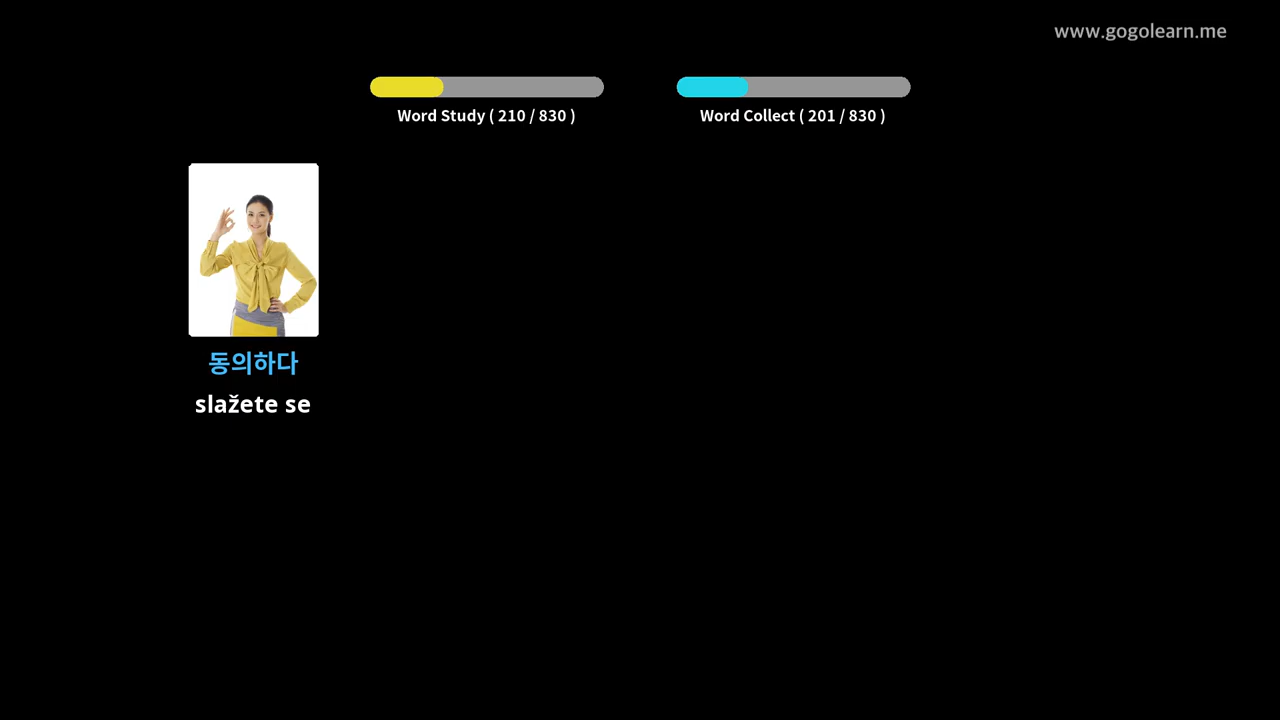 www.gogolearn.me
Word Study ( 210 / 830 )
Word Collect ( 201 / 830 )
동의하다
slažete se